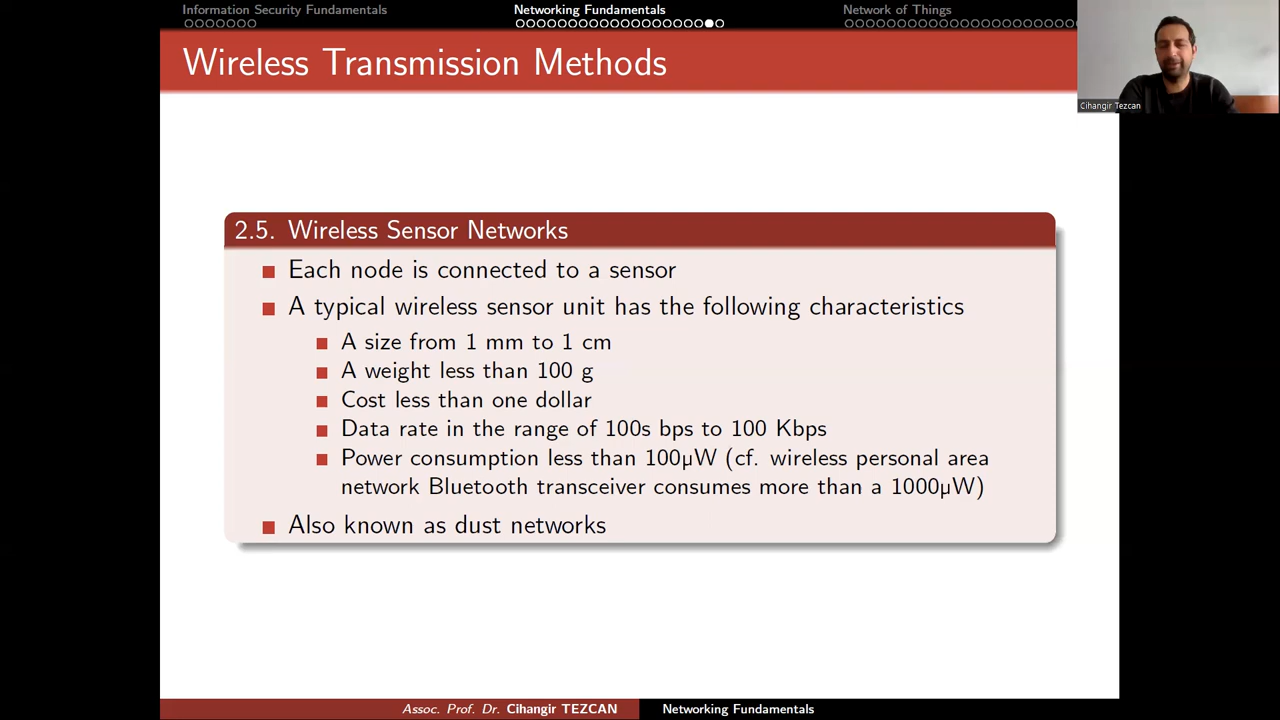 Information Security Fundamentals
Networking Fundamentals
Network of Things
Wireless Transmission Methods
Cihangir Tezcan
2.5. Wireless Sensor Networks
Each node is connected to a sensor
A typical wireless sensor unit has the following characteristics
A size from 1 mm to 1 cm
A weight less than 100 g
Cost less than one dollar
Data rate in the range of 100s bps to 100 Kbps
Power consumption less than 100µW (cf. wireless personal area
network Bluetooth transceiver consumes more than a 1000µW)
Also known as dust networks
Assoc. Prof. Dr. Cihangir TEZCAN
Networking Fundamentals